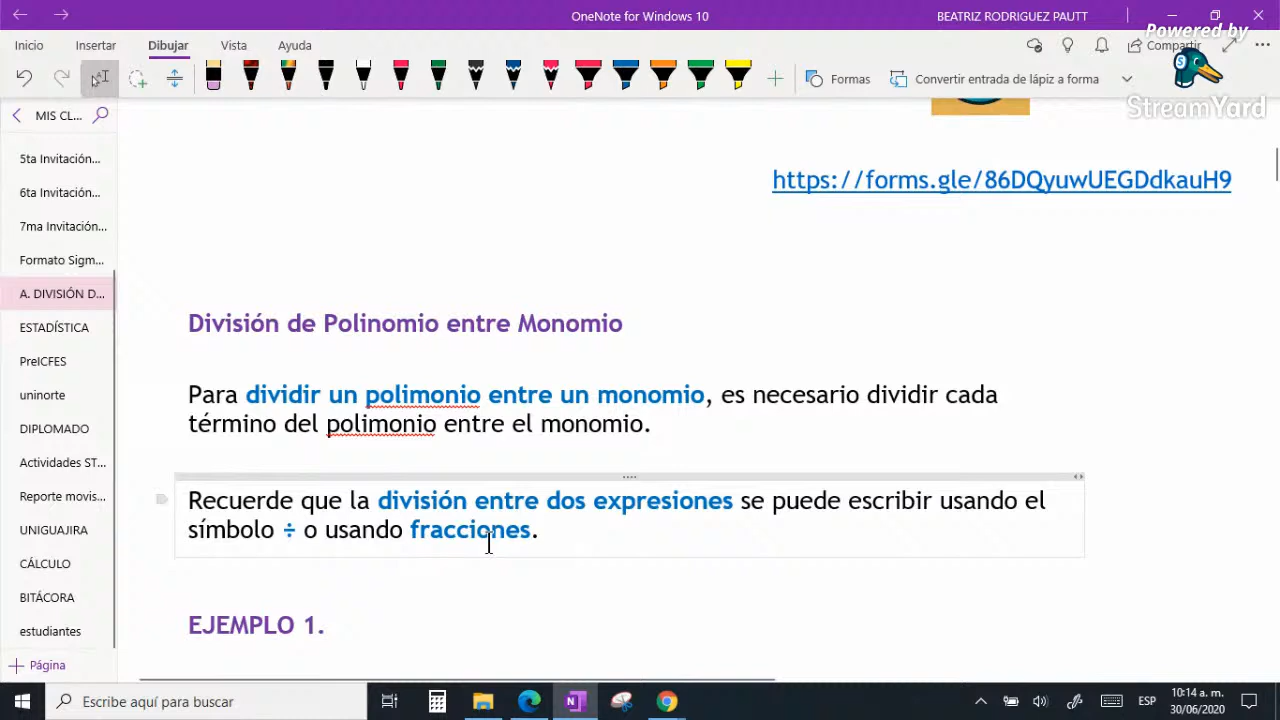 OneNote for Windows 10
BEATRIZ RODRIGUEZ PAUTT
Powered by
Inicio
Insertar
Dibujar
Vista
Ayuda
Compartir
Formas
Convertir entrada de lápiz a forma
StreamYard
MIS CL...
5ta Invitación...
6ta Invitación...
7ma Invitación...
Formato Sigm...
A. DIVISIÓN D...
ESTADÍSTICA
PreICFES
uninorte
DIPLOMADO
Actividades ST...
Reporte movis...
UNIGUAJIRA
CÁLCULO
BITÁCORA
estudiantes
Página
https://forms.gle/86DQyuwUEGDdkauH9
División de Polinomio entre Monomio
Para dividir un polimonio entre un monomio, es necesario dividir cada
término del polimonio entre el monomio.
Recuerde que la división entre dos expresiones se puede escribir usando el
símbolo ÷ o usando fracciones.
EJEMPLO 1.
Escribe aquí para buscar
ESP
10:14 a. m.
30/06/2020